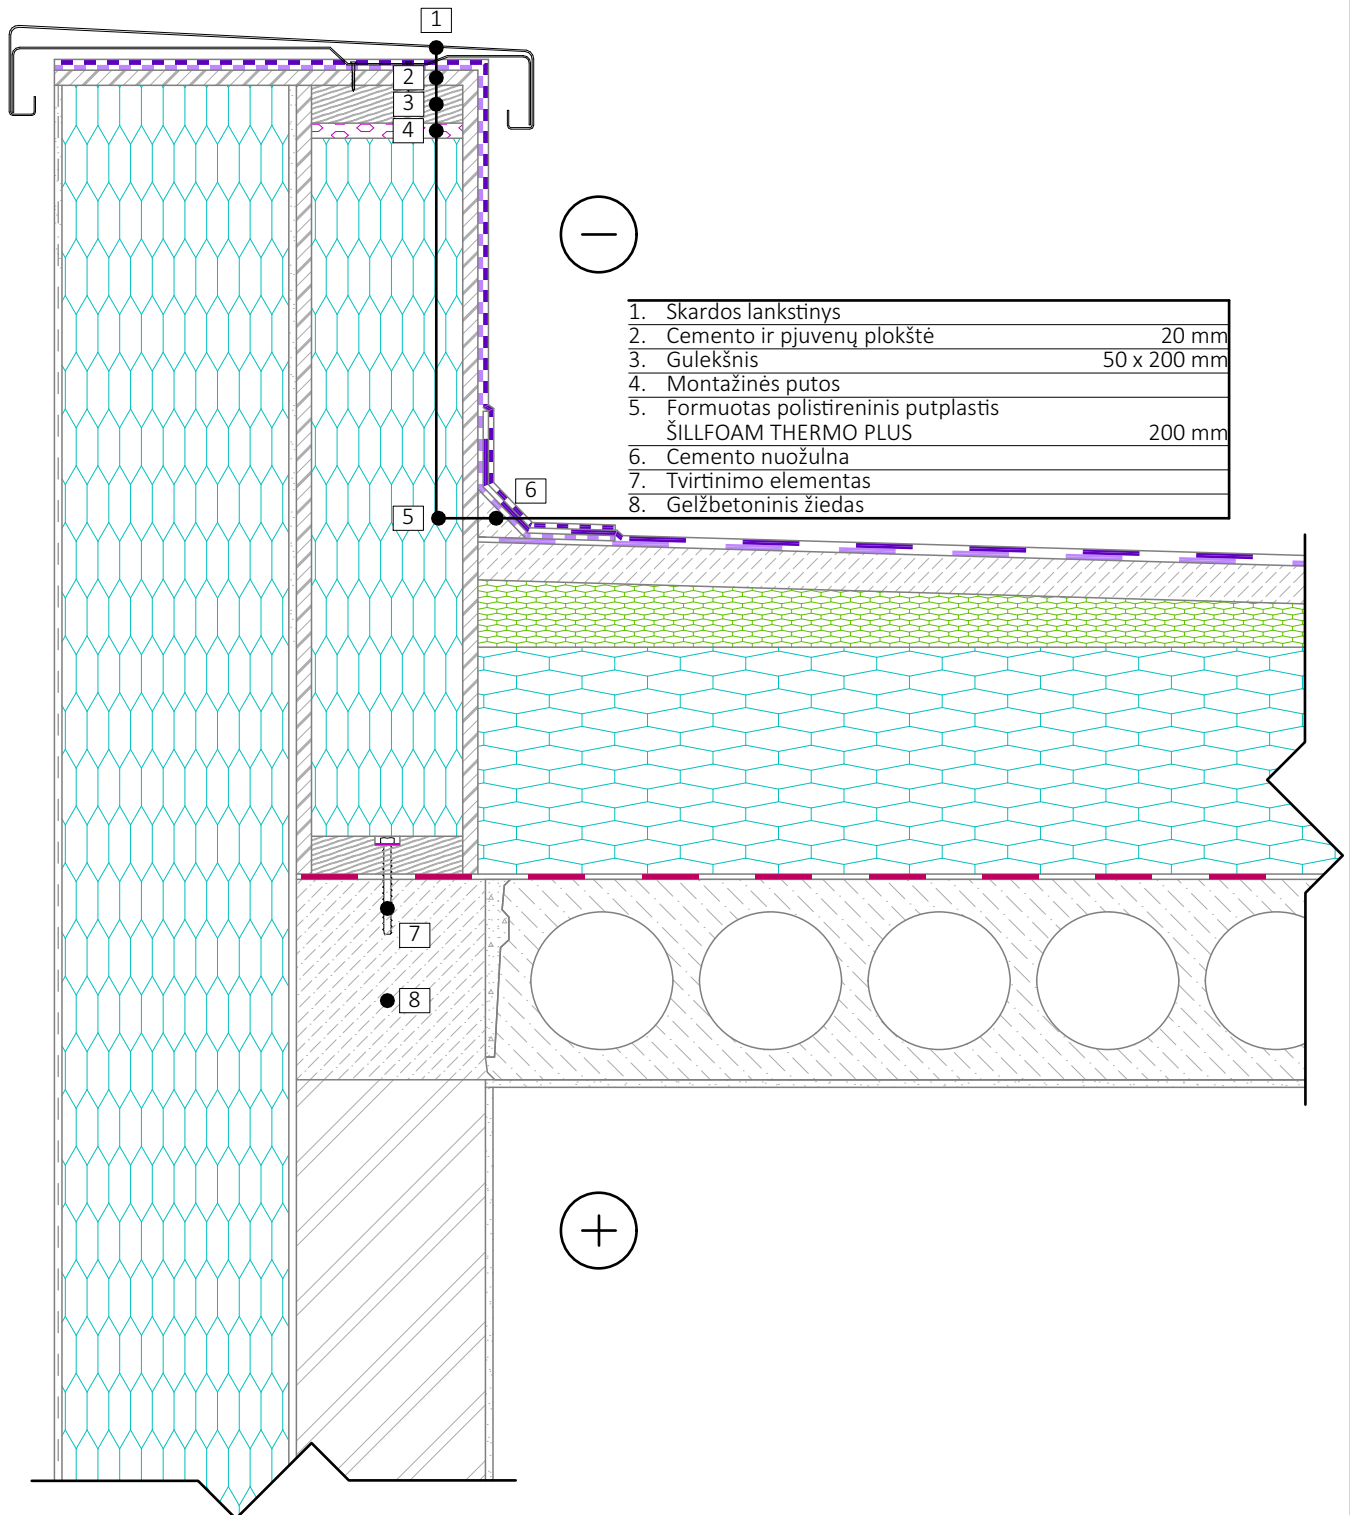 1
2
3
4
1. Skardos lankstinys
2. Cemento ir pjuvenų plokštė 20 mm
3. Gulekšnis 50 x 200 mm
4. Montažinės putos
5. Formuotas polistireninis putplastis
ŠILLFOAM THERMO PLUS 200 mm
6. Cemento nuožulna
7. Tvirtinimo elementas
8. Gelžbetoninis žiedas
6
5
7
8